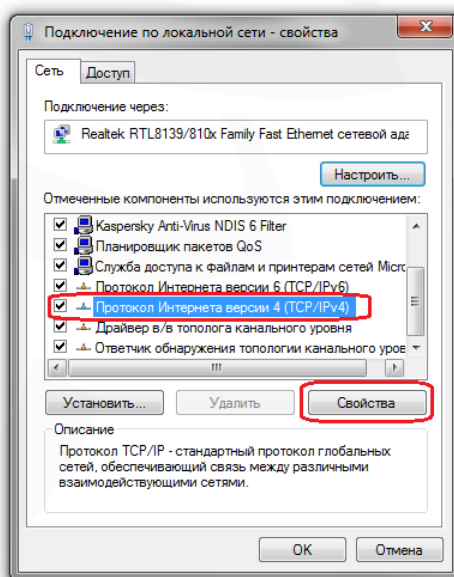 Подключение по локальной сети - свойства
Сеть
Доступ
Подключение через:
Realtek RTL8139/810x Family Fast Ethernet сетевой ада
Настроить...
Отмеченные компоненты используются этим подключением:
Kaspersky Anti-Virus NDIS 6 Filter
Планировщик пакетов QoS
Служба доступа к файлам и принтерам сетей Micro
Протокол Интернета версии 6 (TCP/IPv6)
Протокол Интернета версии 4 (TCP/IPv4)
Драйвер в/в тополога канального уровня
Ответчик обнаружения топологии канального уров
Установить...
Удалить
Свойства
Описание
Протокол TCP/IP - стандартный протокол глобальных
сетей, обеспечивающий связь между различными
взаимодействующими сетями.
OK
Отмена